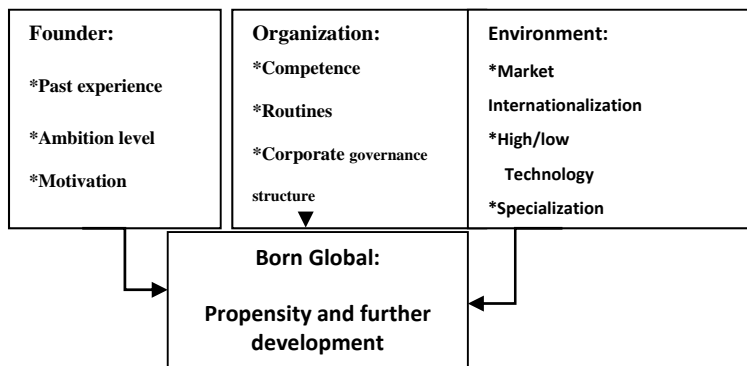 Founder:
*Past experience
*Ambition level
*Motivation
Organization:
*Competence
*Routines
*Corporate governance
structure
Environment:
*Market
Internationalization
*High/low
Technology
*Specialization
Born Global:
Propensity and further
development